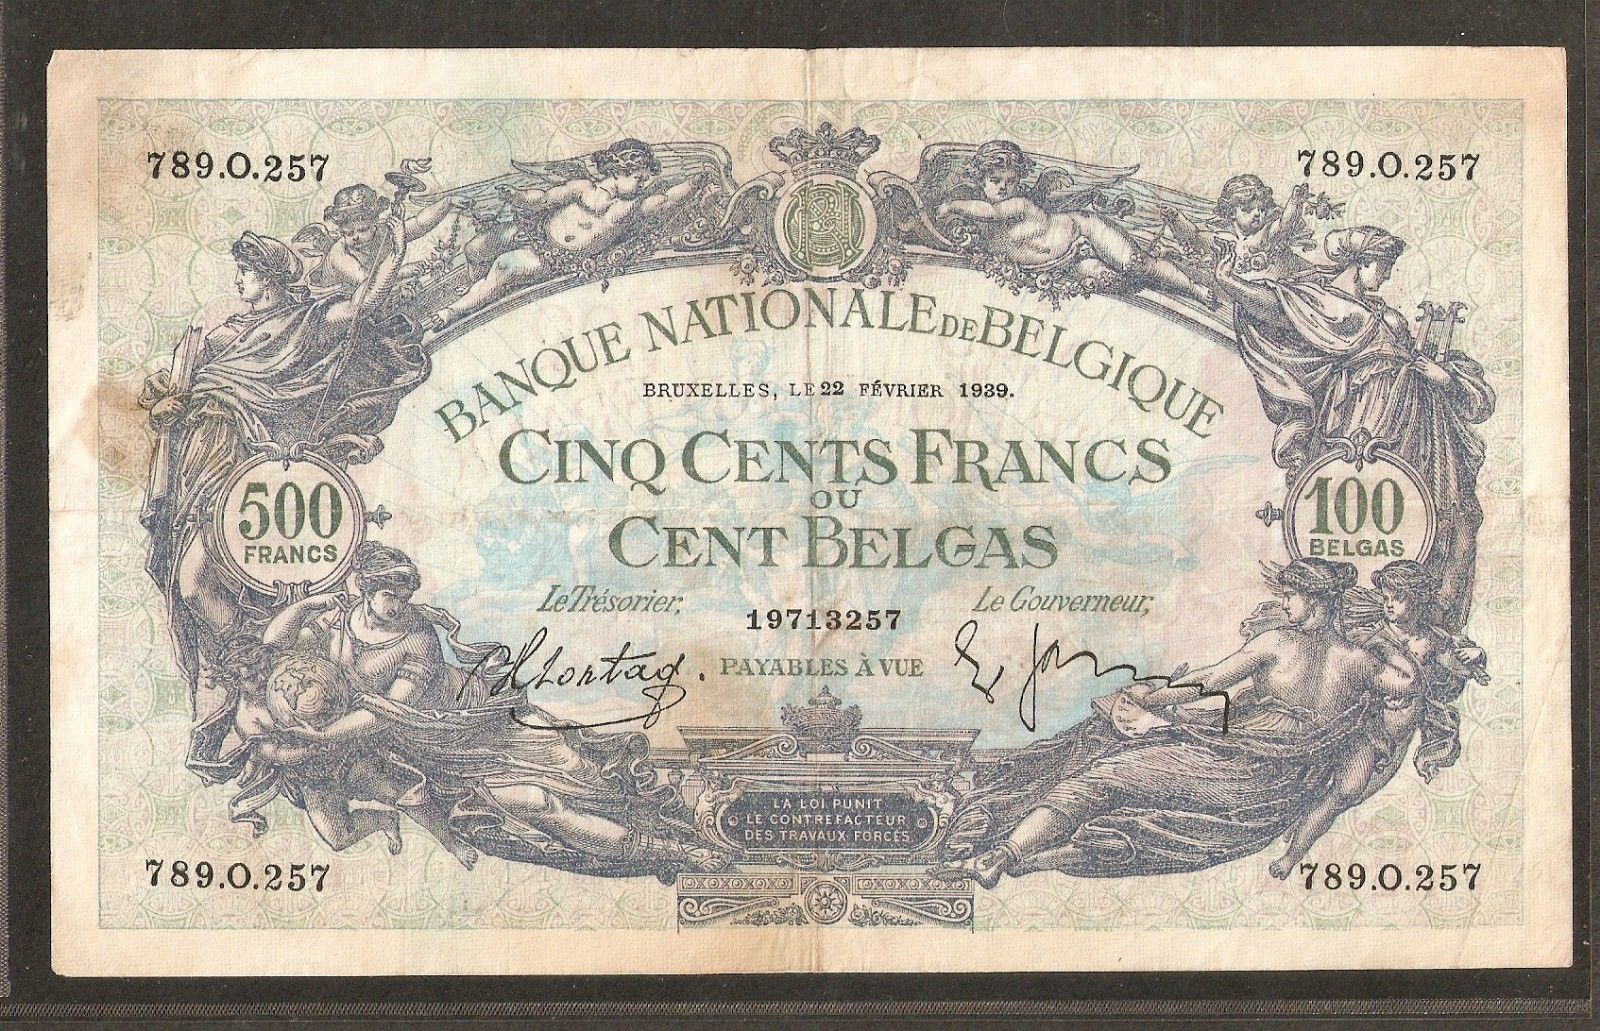 789.O.257
789.O.257
BANQUE NATIONALE DE BELGIQUE
BRUXELLES, LE 22 FÉVRIER 1939.
CINQ CENTS FRANCS
OU
CENT BELGAS
500
FRANCS
100
BELGAS
Le Trésorier,
19713257
Le Gouverneur,
PAYABLES À VUE
LA LOI PUNIT
LE CONTREFACTEUR
DES TRAVAUX FORCÉS
789.O.257
789.O.257